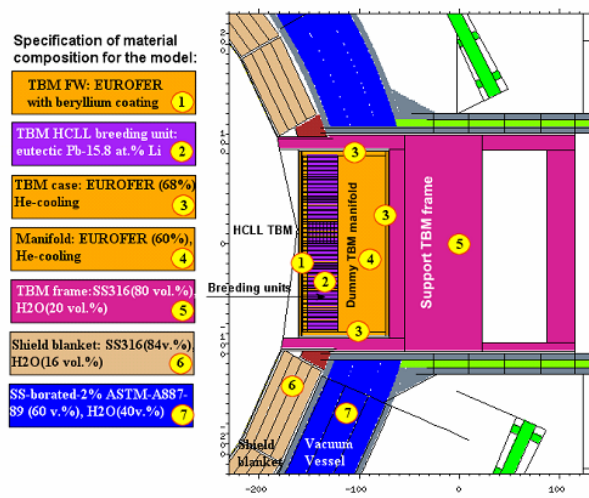 Specification of material
composition for the model:
TBM FW: EUROFER
with beryllium coating
1
TBM HCLL breeding unit:
eutectic Pb-15.8 at.% Li
2
TBM case: EUROFER (68%)
He-cooling
3
Manifold: EUROFER (60%),
He-cooling
4
TBM frame:SS316(80 vol.%),
H2O(20 vol.%)
5
Shield blanket: SS316(84v.%),
H2O(16 vol.%)
6
SS-borated-2% ASTM-A887-
89 (60 v.%), H2O(40v.%)
7
HCLL TBM
Breeding units
Dummy TBM manifold
Support TBM frame
3
3
1
2
4
5
3
6
7
Shield
blanket
Vacuum
Vessel
0
-200
-100
0
100